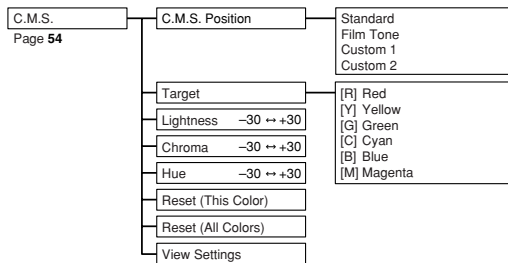 C.M.S.
Page 54
C.M.S. Position
Standard
Film Tone
Custom 1
Custom 2
Target
[R] Red
[Y] Yellow
[G] Green
[C] Cyan
[B] Blue
[M] Magenta
Lightness –30 ↔ +30
Chroma –30 ↔ +30
Hue –30 ↔ +30
Reset (This Color)
Reset (All Colors)
View Settings